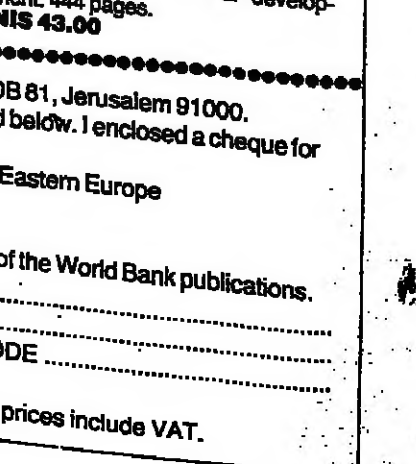 444 pages.
NIS 43.00
OB 81, Jerusalem 91000.
below. I enclosed a cheque for
Eastern Europe
of the World Bank publications.
ODE
prices include VAT.